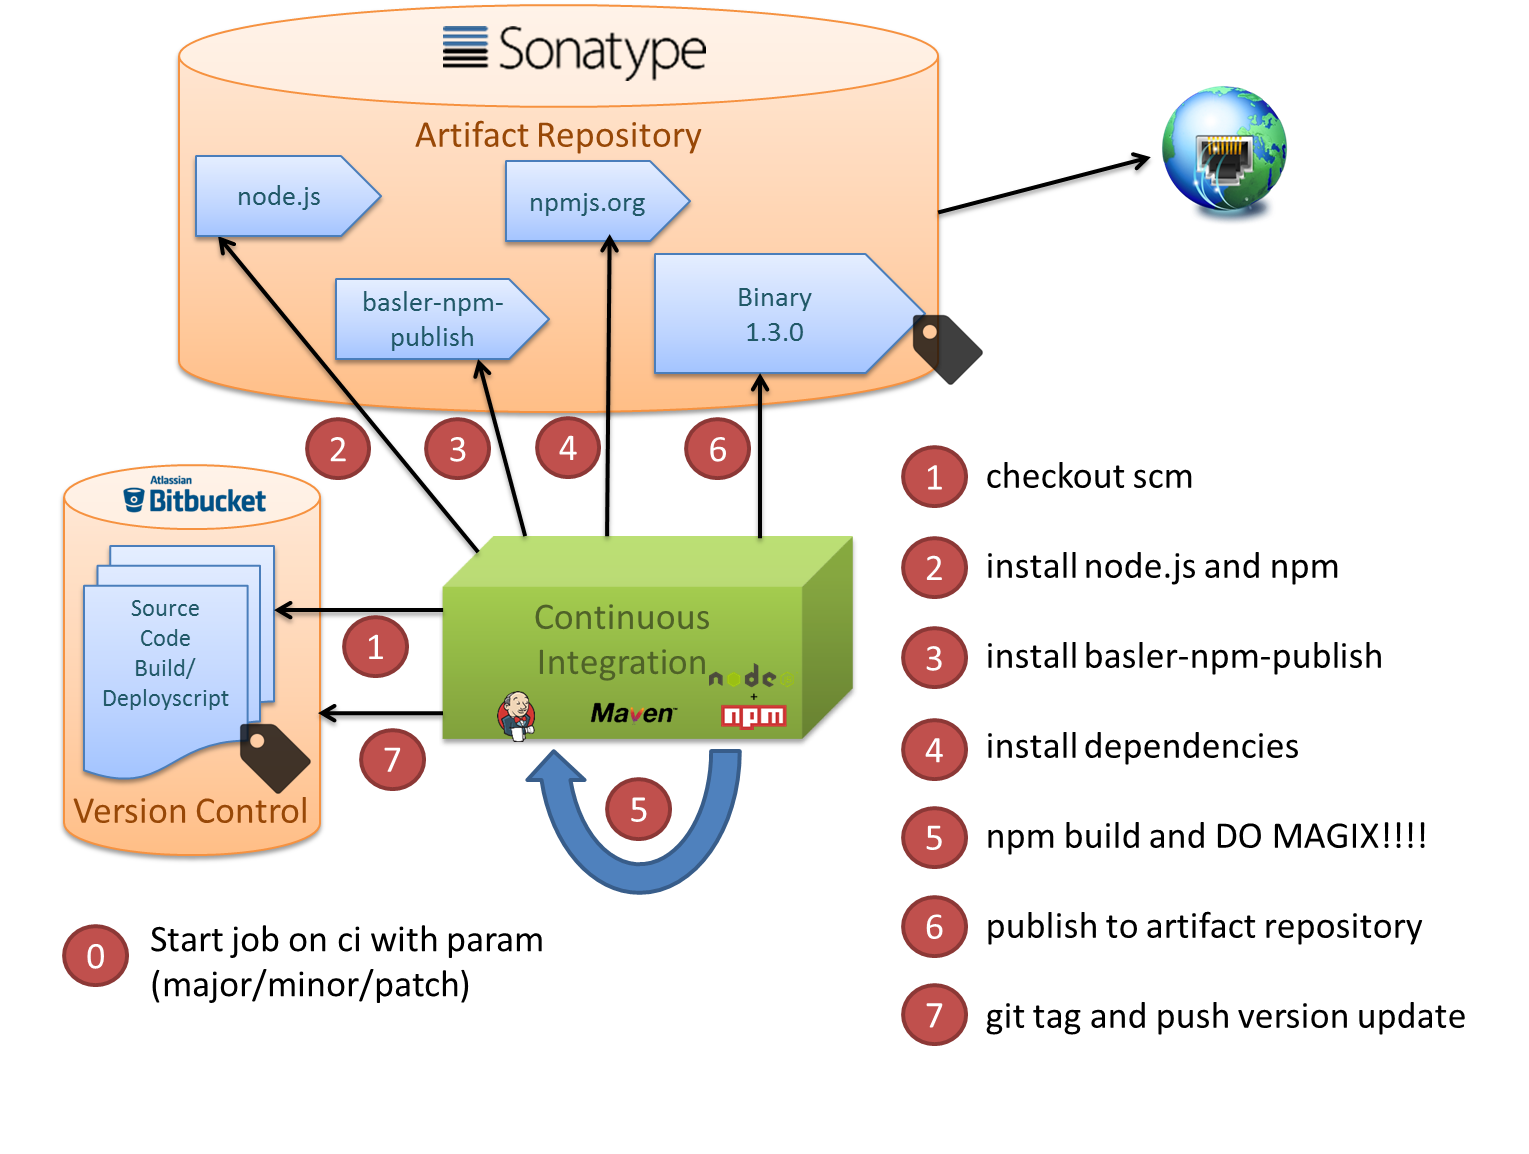 Sonatype
Artifact Repository
node.js
npmjs.org
basler-npm-
publish
Binary
1.3.0
2
3
4
6
Atlassian
Bitbucket
Source
Code
Build/
Deployscript
Version Control
1
7
Continuous
Integration
node
+
Maven™
npm
5
0
Start job on ci with param
(major/minor/patch)
1
checkout scm
2
install node.js and npm
3
install basler-npm-publish
4
install dependencies
5
npm build and DO MAGIX!!!!
6
publish to artifact repository
7
git tag and push version update